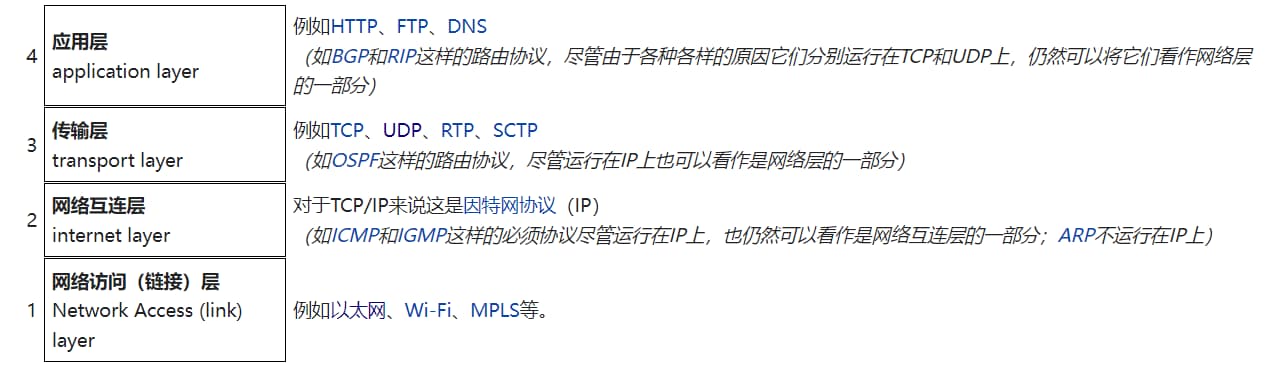 4
应用层
application layer
例如HTTP、FTP、DNS
（如BGP和RIP这样的路由协议，尽管由于各种各样的原因它们分别运行在TCP和UDP上，仍然可以将它们看作网络层
的一部分）
3
传输层
transport layer
例如TCP、UDP、RTP、SCTP
（如OSPF这样的路由协议，尽管运行在IP上也可以看作是网络层的一部分）
2
网络互连层
internet layer
对于TCP/IP来说这是因特网协议（IP）
（如ICMP和IGMP这样的必须协议尽管运行在IP上，也仍然可以看作是网络互连层的一部分；ARP不运行在IP上）
1
网络访问（链接）层
Network Access (link)
layer
例如以太网、Wi-Fi、MPLS等。